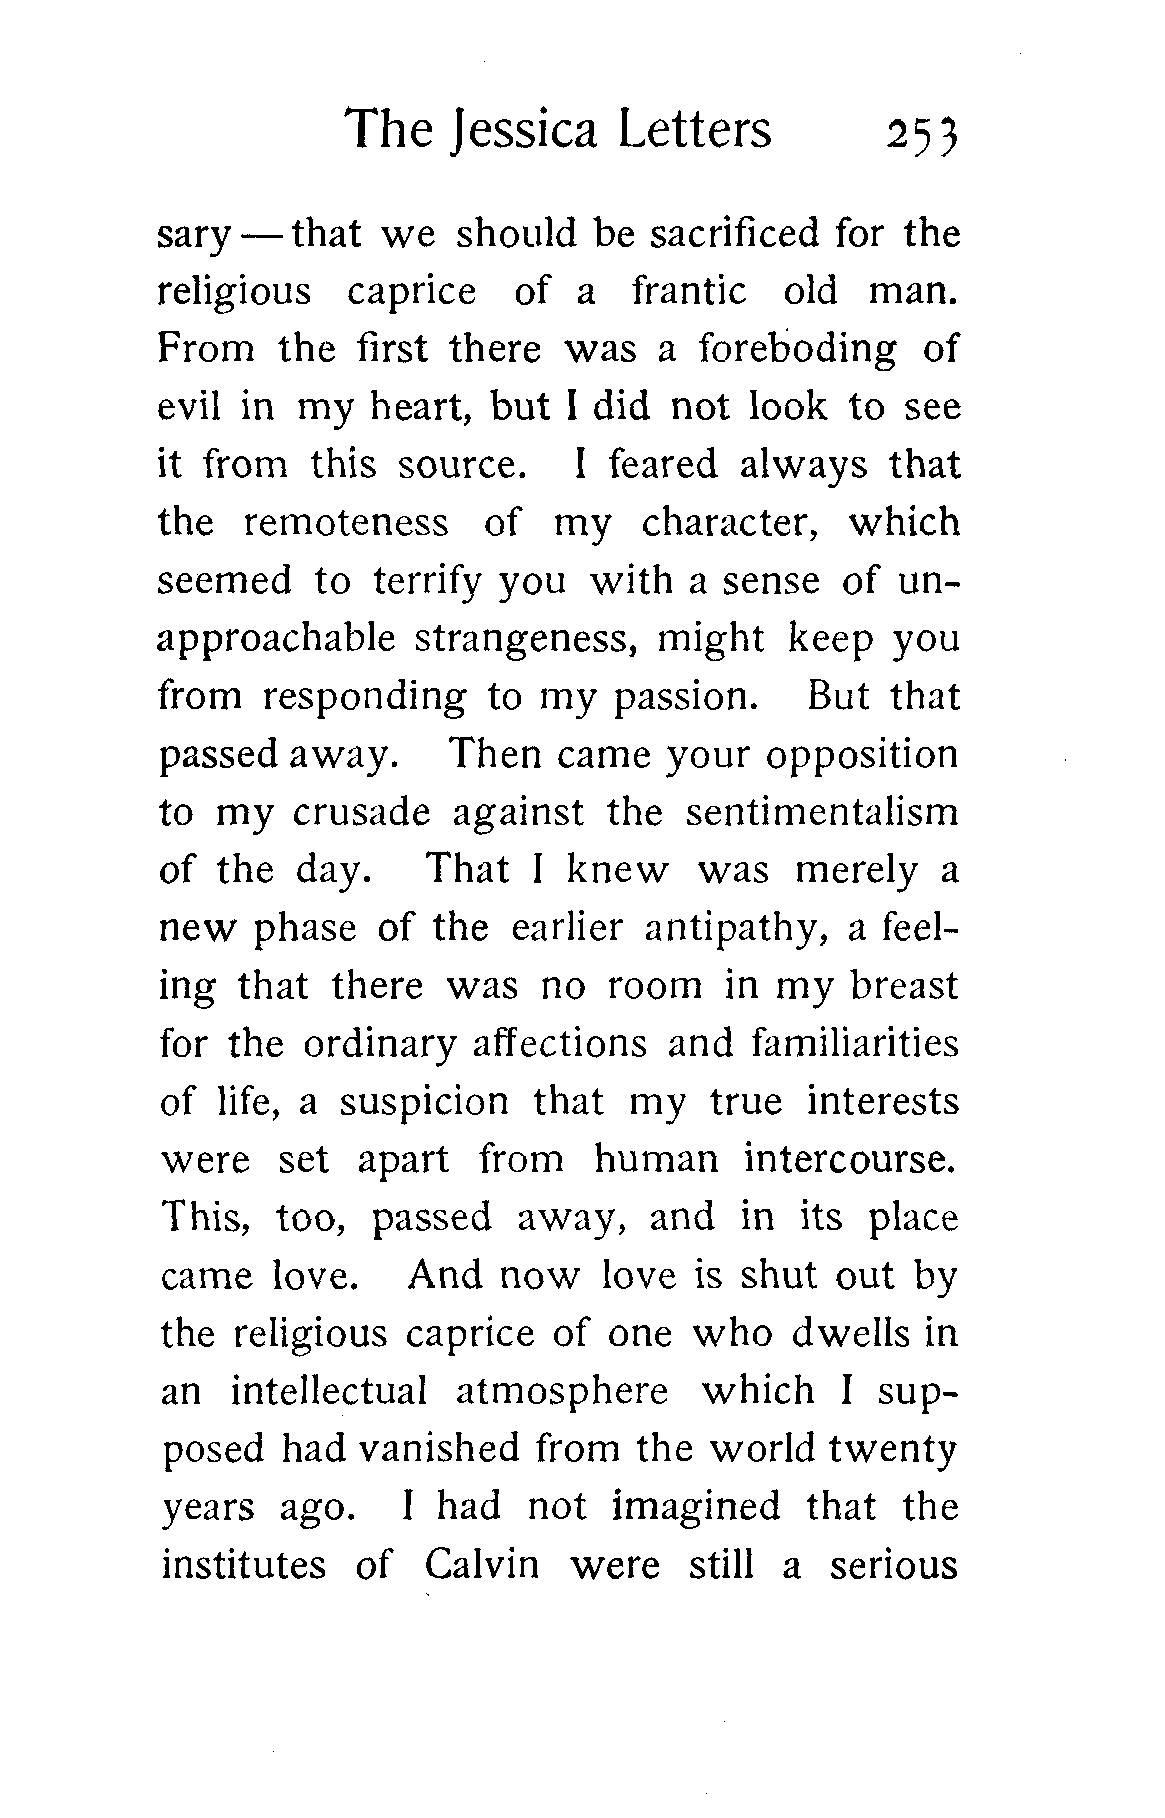 The Jessica Letters 253
sary — that we should be sacrificed for the
religious caprice of a frantic old man.
From the first there was a foreboding of
evil in my heart, but I did not look to see
it from this source. I feared always that
the remoteness of my character, which
seemed to terrify you with a sense of un-
approachable strangeness, might keep you
from responding to my passion. But that
passed away. Then came your opposition
to my crusade against the sentimentalism
of the day. That I knew was merely a
new phase of the earlier antipathy, a feel-
ing that there was no room in my breast
for the ordinary affections and familiarities
of life, a suspicion that my true interests
were set apart from human intercourse.
This, too, passed away, and in its place
came love. And now love is shut out by
the religious caprice of one who dwells in
an intellectual atmosphere which I sup-
posed had vanished from the world twenty
years ago. I had not imagined that the
institutes of Calvin were still a serious